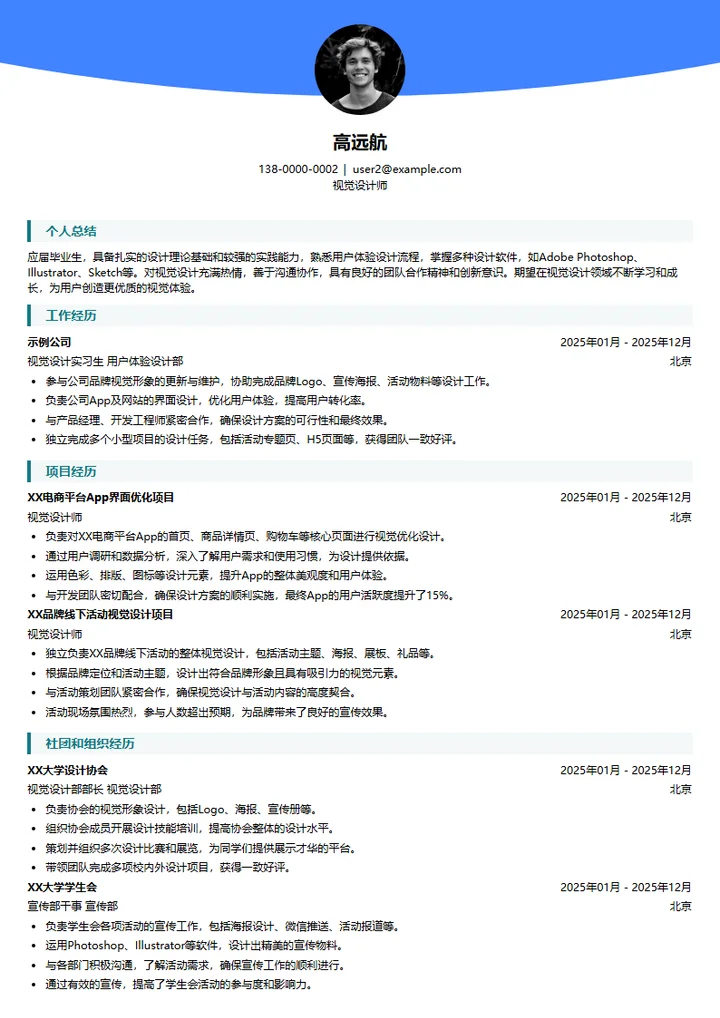 高远航
138-0000-0002 | user2@example.com
视觉设计师
个人总结
应届毕业生，具备扎实的设计理论基础和较强的实践能力，熟悉用户体验设计流程，掌握多种设计软件，如Adobe Photoshop、
Illustrator、Sketch等。对视觉设计充满热情，善于沟通协作，具有良好的团队合作精神和创新意识。期望在视觉设计领域不断学习和成
长，为用户创造更优质的视觉体验。
工作经历
示例公司 2025年01月 - 2025年12月
视觉设计实习生 用户体验设计部 北京
• 参与公司品牌视觉形象的更新与维护，协助完成品牌Logo、宣传海报、活动物料等设计工作。
• 负责公司App及网站的界面设计，优化用户体验，提高用户转化率。
• 与产品经理、开发工程师紧密合作，确保设计方案的可行性和最终效果。
• 独立完成多个小型项目的设计任务，包括活动专题页、H5页面等，获得团队一致好评。
项目经历
XX电商平台App界面优化项目 2025年01月 - 2025年12月
视觉设计师 北京
• 负责对XX电商平台App的首页、商品详情页、购物车等核心页面进行视觉优化设计。
• 通过用户调研和数据分析，深入了解用户需求和使用习惯，为设计提供依据。
• 运用色彩、排版、图标等设计元素，提升App的整体美观度和用户体验。
• 与开发团队密切配合，确保设计方案的顺利实施，最终App的用户活跃度提升了15%。
XX品牌线下活动视觉设计项目 2025年01月 - 2025年12月
视觉设计师 北京
• 独立负责XX品牌线下活动的整体视觉设计，包括活动主题、海报、展板、礼品等。
• 根据品牌定位和活动主题，设计出符合品牌形象且具有吸引力的视觉元素。
• 与活动策划团队紧密合作，确保视觉设计与活动内容的高度契合。
• 活动现场氛围热烈，参与人数超出预期，为品牌带来了良好的宣传效果。
社团和组织经历
XX大学设计协会 2025年01月 - 2025年12月
视觉设计部部长 视觉设计部 北京
• 负责协会的视觉形象设计，包括Logo、海报、宣传册等。
• 组织协会成员开展设计技能培训，提高协会整体的设计水平。
• 策划并组织多次设计比赛和展览，为同学们提供展示才华的平台。
• 带领团队完成多项校内外设计项目，获得一致好评。
XX大学学生会 2025年01月 - 2025年12月
宣传部干事 宣传部 北京
• 负责学生会各项活动的宣传工作，包括海报设计、微信推送、活动报道等。
• 运用Photoshop、Illustrator等软件，设计出精美的宣传物料。
• 与各部门积极沟通，了解活动需求，确保宣传工作的顺利进行。
• 通过有效的宣传，提高了学生会活动的参与度和影响力。